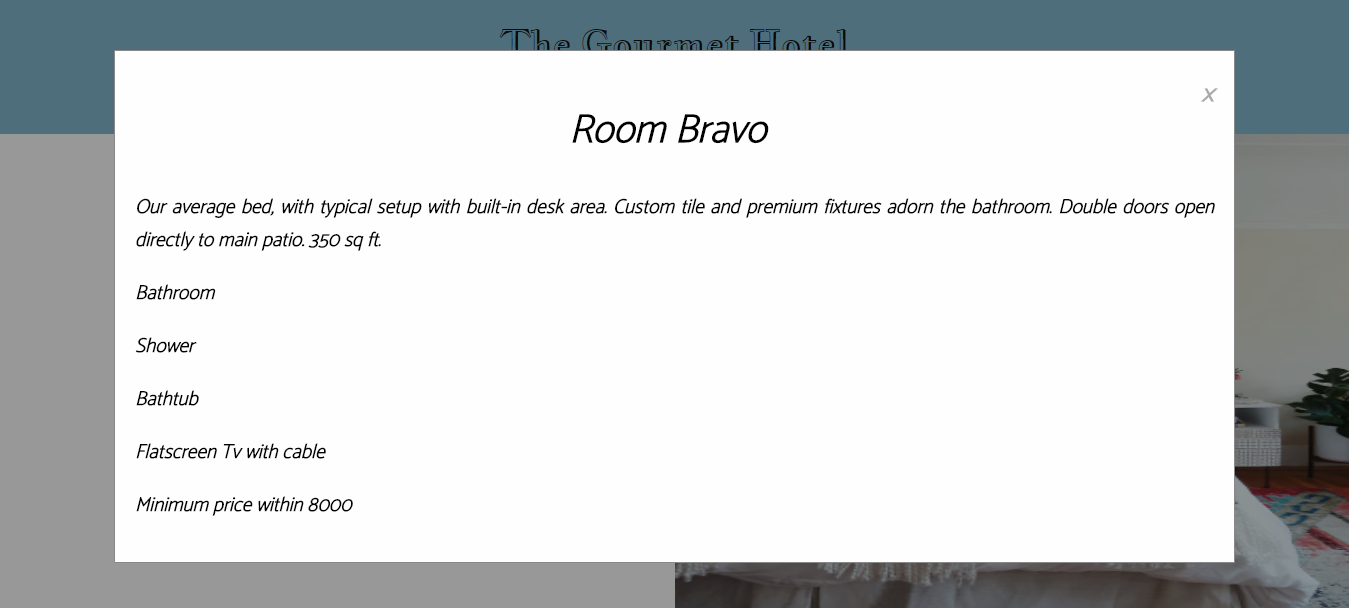 The Gourmet Hotel
x
Room Bravo
Our average bed, with typical setup with built-in desk area. Custom tile and premium fixtures adorn the bathroom. Double doors open
directly to main patio. 350 sq ft.
Bathroom
Shower
Bathtub
Flatscreen Tv with cable
Minimum price within 8000